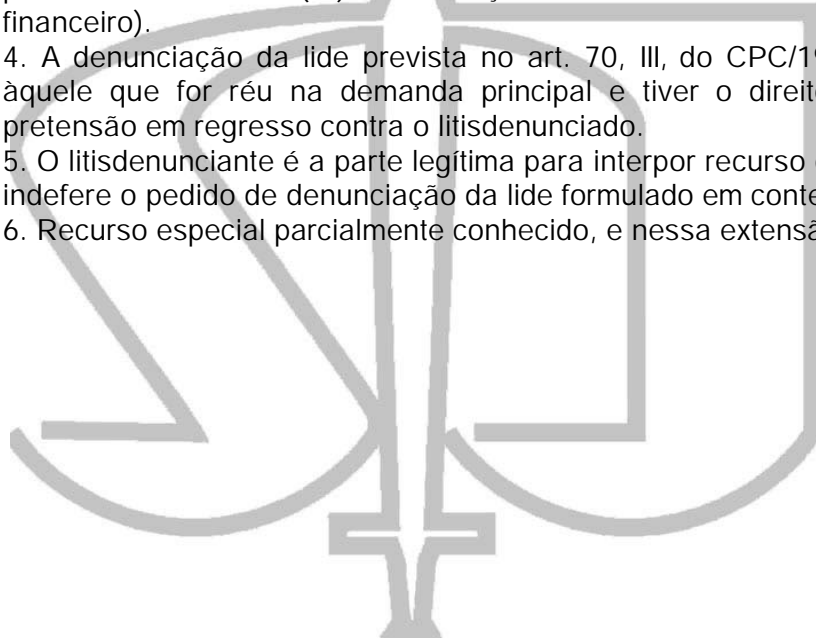 financeiro).
4. A denunciação da lide prevista no art. 70, III, do CPC/19
àquele que for réu na demanda principal e tiver o direit
pretensão em regresso contra o litisdenunciado.
5. O litisdenunciante é a parte legítima para interpor recurso
indefere o pedido de denunciação da lide formulado em conte
6. Recurso especial parcialmente conhecido, e nessa extensã